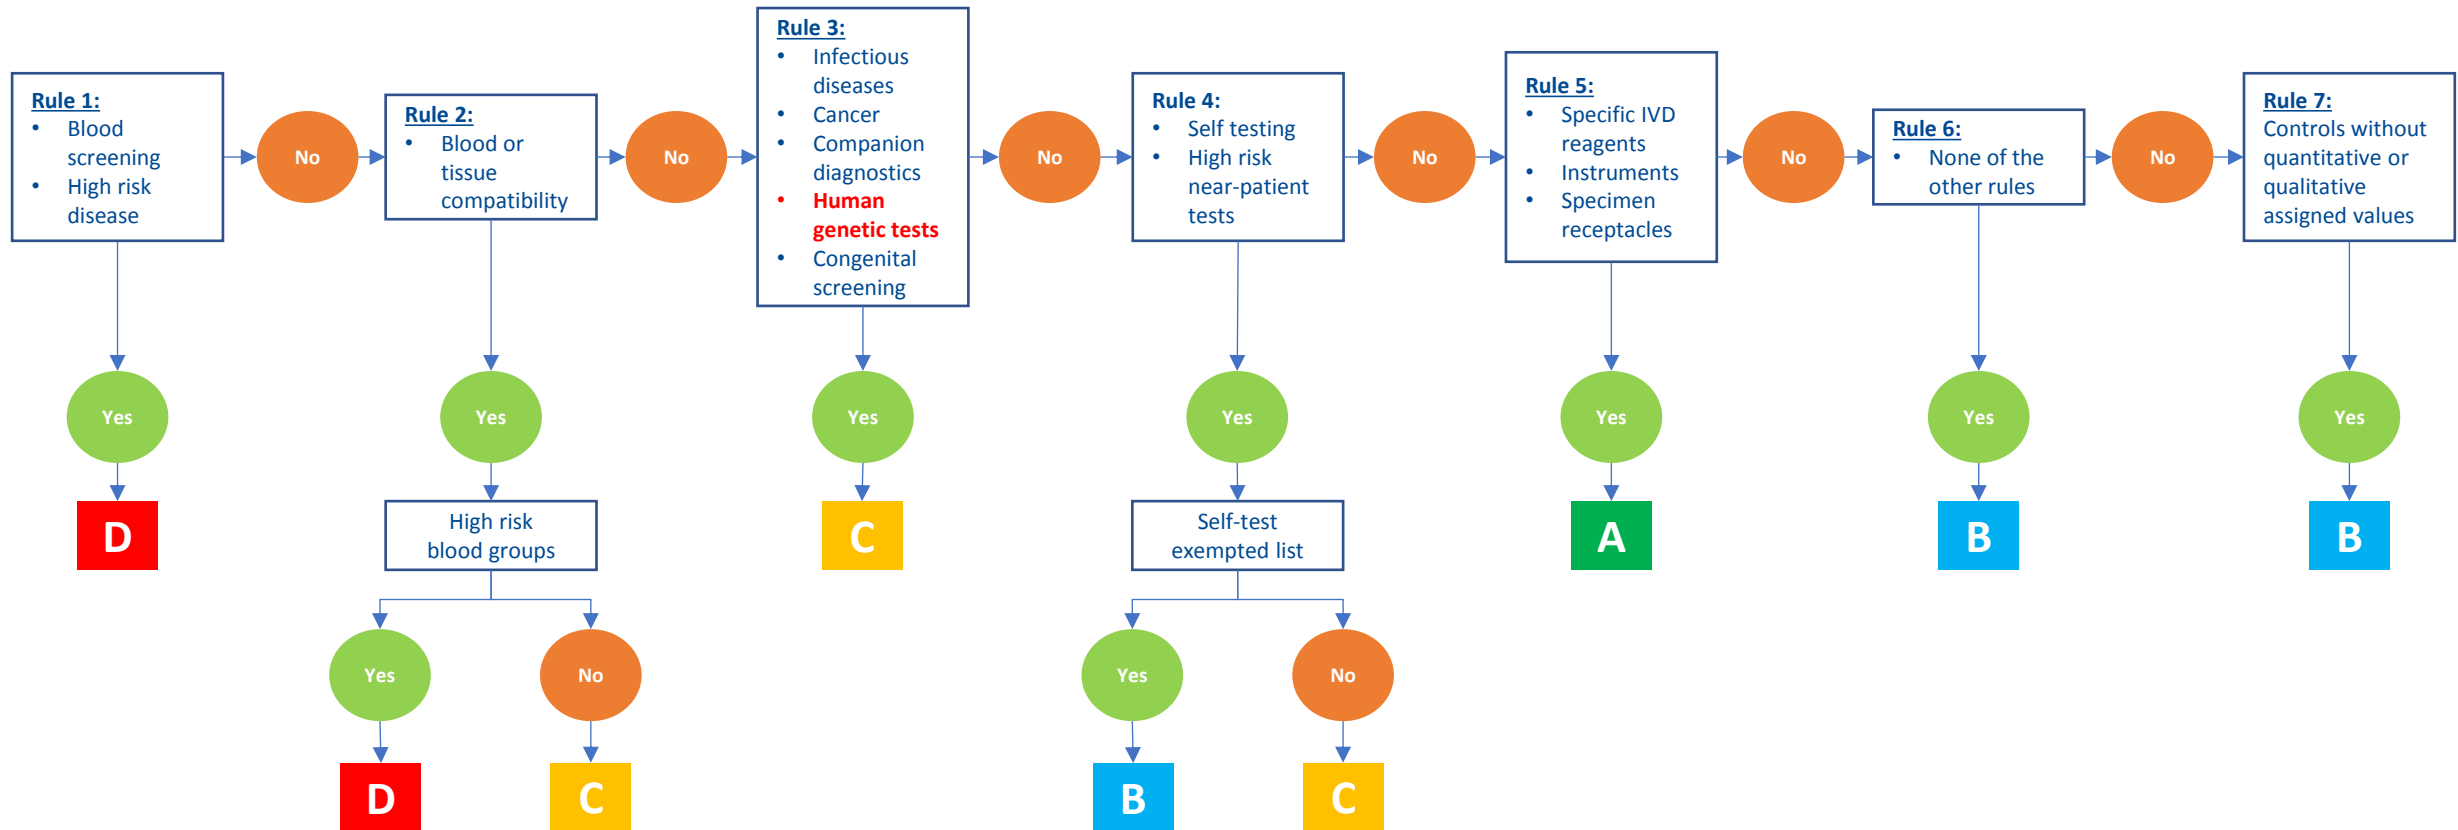 Rule 1:
• Blood
screening
• High risk
disease
No
Rule 2:
• Blood or
tissue
compatibility
No
Rule 3:
• Infectious
diseases
• Cancer
• Companion
diagnostics
• Human
genetic tests
• Congenital
screening
No
Rule 4:
• Self testing
• High risk
near-patient
tests
No
Rule 5:
• Specific IVD
reagents
• Instruments
• Specimen
receptacles
No
Rule 6:
• None of the
other rules
No
Rule 7:
Controls without
quantitative or
qualitative
assigned values
Yes
Yes
Yes
Yes
Yes
Yes
Yes
D
High risk
blood groups
C
Self-test
exempted list
A
B
B
Yes
No
Yes
No
D
C
B
C